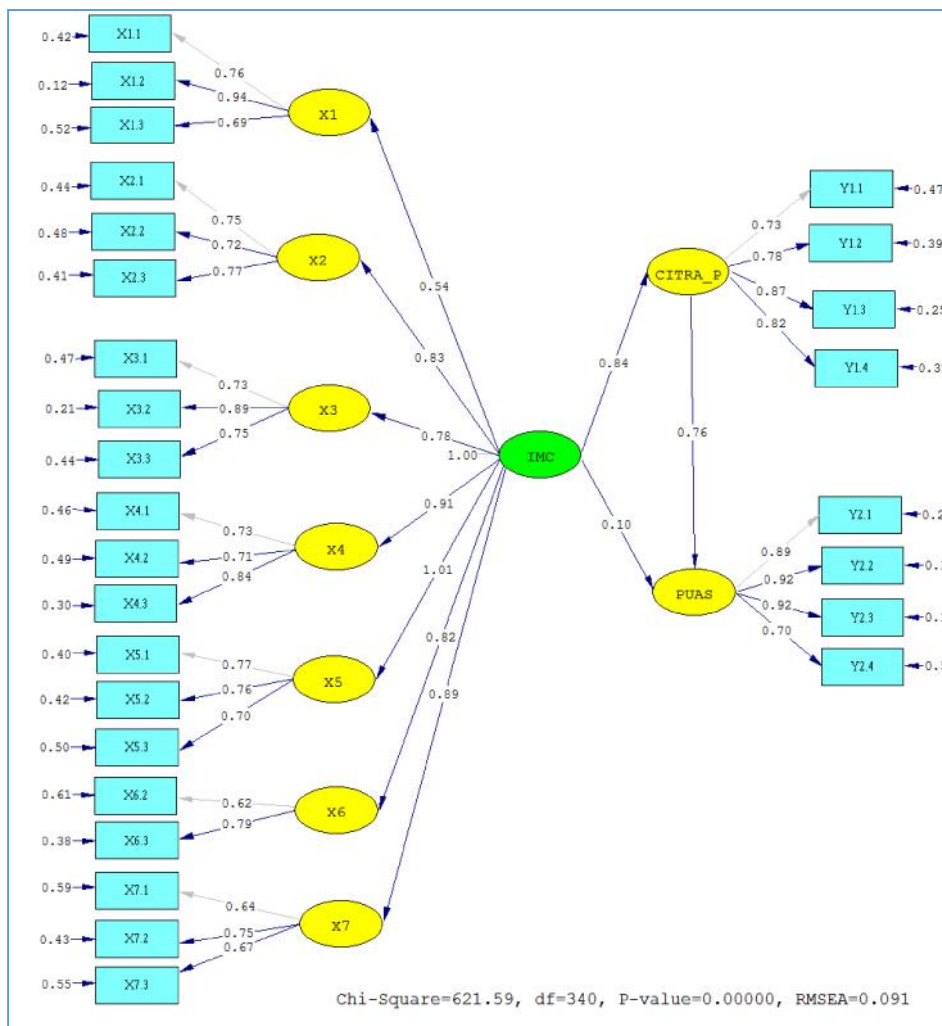 0.42 X1.1
0.76
0.12 X1.2
0.94 X1
0.52 X1.3 0.69
0.44 X2.1
0.75
0.48 X2.2
0.72 X2
0.41 X2.3 0.77
0.54
0.83
0.47 X3.1
0.73
0.21 X3.2 0.89 X3
0.44 X3.3 0.75
0.78
1.00 IMC
0.46 X4.1
0.73
0.49 X4.2 0.71 X4
0.30 X4.3 0.84
0.91
1.01
0.40 X5.1
0.77
0.42 X5.2 0.76 X5
0.50 X5.3 0.70
0.82
0.89
0.61 X6.2
0.62
0.38 X6.3 0.79 X6
0.59 X7.1
0.64
0.43 X7.2 0.75 X7
0.67
0.55 X7.3
0.84
CITRA_P
0.73 Y1.1 0.47
0.78 Y1.2 0.39
0.87 Y1.3 0.25
0.82 Y1.4
0.76
0.10
PUAS
0.89 Y2.1
0.92 Y2.2
0.92 Y2.3
0.70 Y2.4
Chi-Square=621.59, df=340, P-value=0.00000, RMSEA=0.091